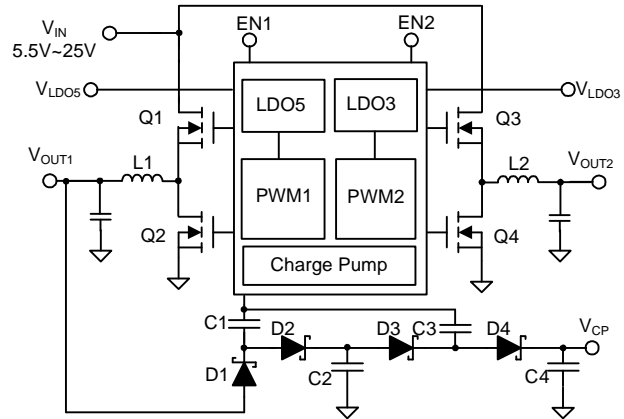 VIN
5.5V~25V
EN1
EN2
VLDO5
LDO5
LDO3
VLDO3
Q1
Q3
VOUT1
L1
L2
VOUT2
PWM1
PWM2
Q2
Q4
Charge Pump
C1
D2
D3
C3
D4
VCP
D1
C2
C4